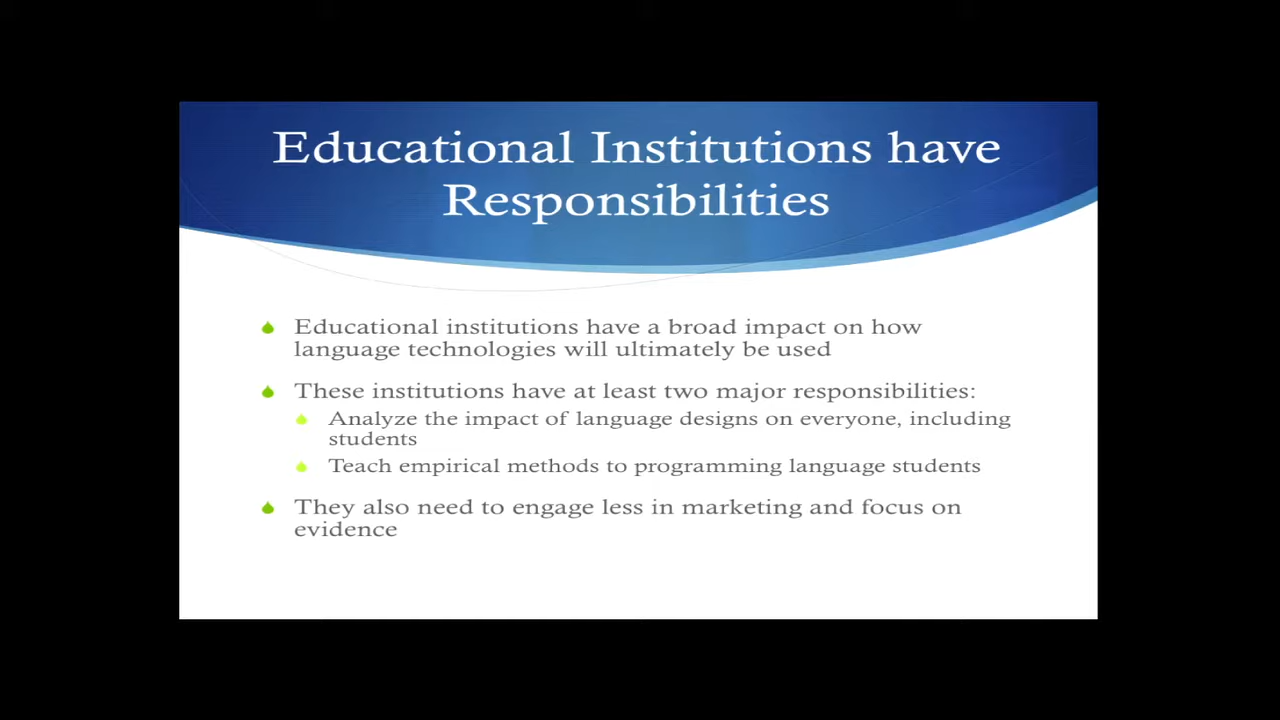 Educational Institutions have
Responsibilities
Educational institutions have a broad impact on how
language technologies will ultimately be used
These institutions have at least two major responsibilities:
Analyze the impact of language designs on everyone, including
students
Teach empirical methods to programming language students
They also need to engage less in marketing and focus on
evidence